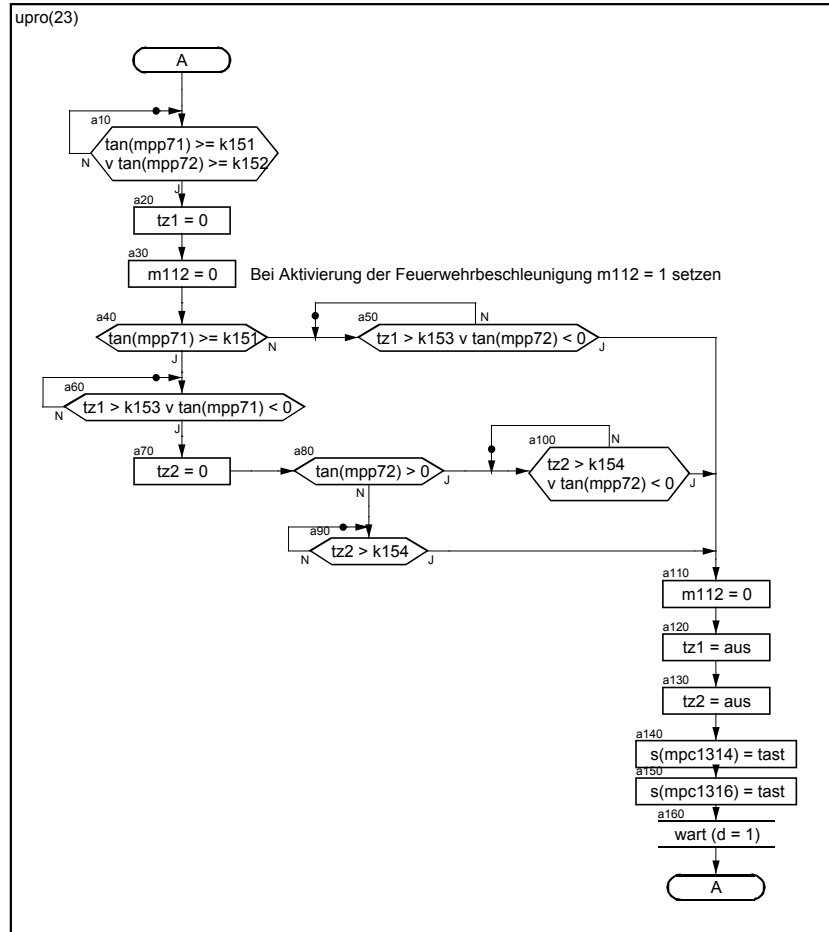 upro(23)
A
a10
tan(mpp71) >= k151
v tan(mpp72) >= k152
N
J
a20
tz1 = 0
a30
m112 = 0
Bei Aktivierung der Feuerwehrbeschleunigung m112 = 1 setzen
a40
tan(mpp71) >= k151
N
J
a50
tz1 > k153 v tan(mpp72) < 0
N
J
a60
tz1 > k153 v tan(mpp71) < 0
N
J
a70
tz2 = 0
a80
tan(mpp72) > 0
J
N
a100
tz2 > k154
v tan(mpp72) < 0
N
J
a90
tz2 > k154
N
J
a110
m112 = 0
a120
tz1 = aus
a130
tz2 = aus
a140
s(mpc1314) = tast
a150
s(mpc1316) = tast
a160
wart (d = 1)
A